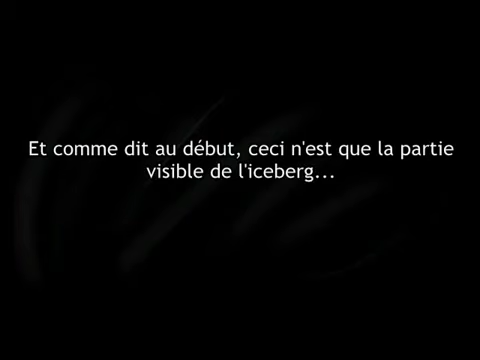 Et comme dit au début, ceci n'est que la partie
visible de l'iceberg...